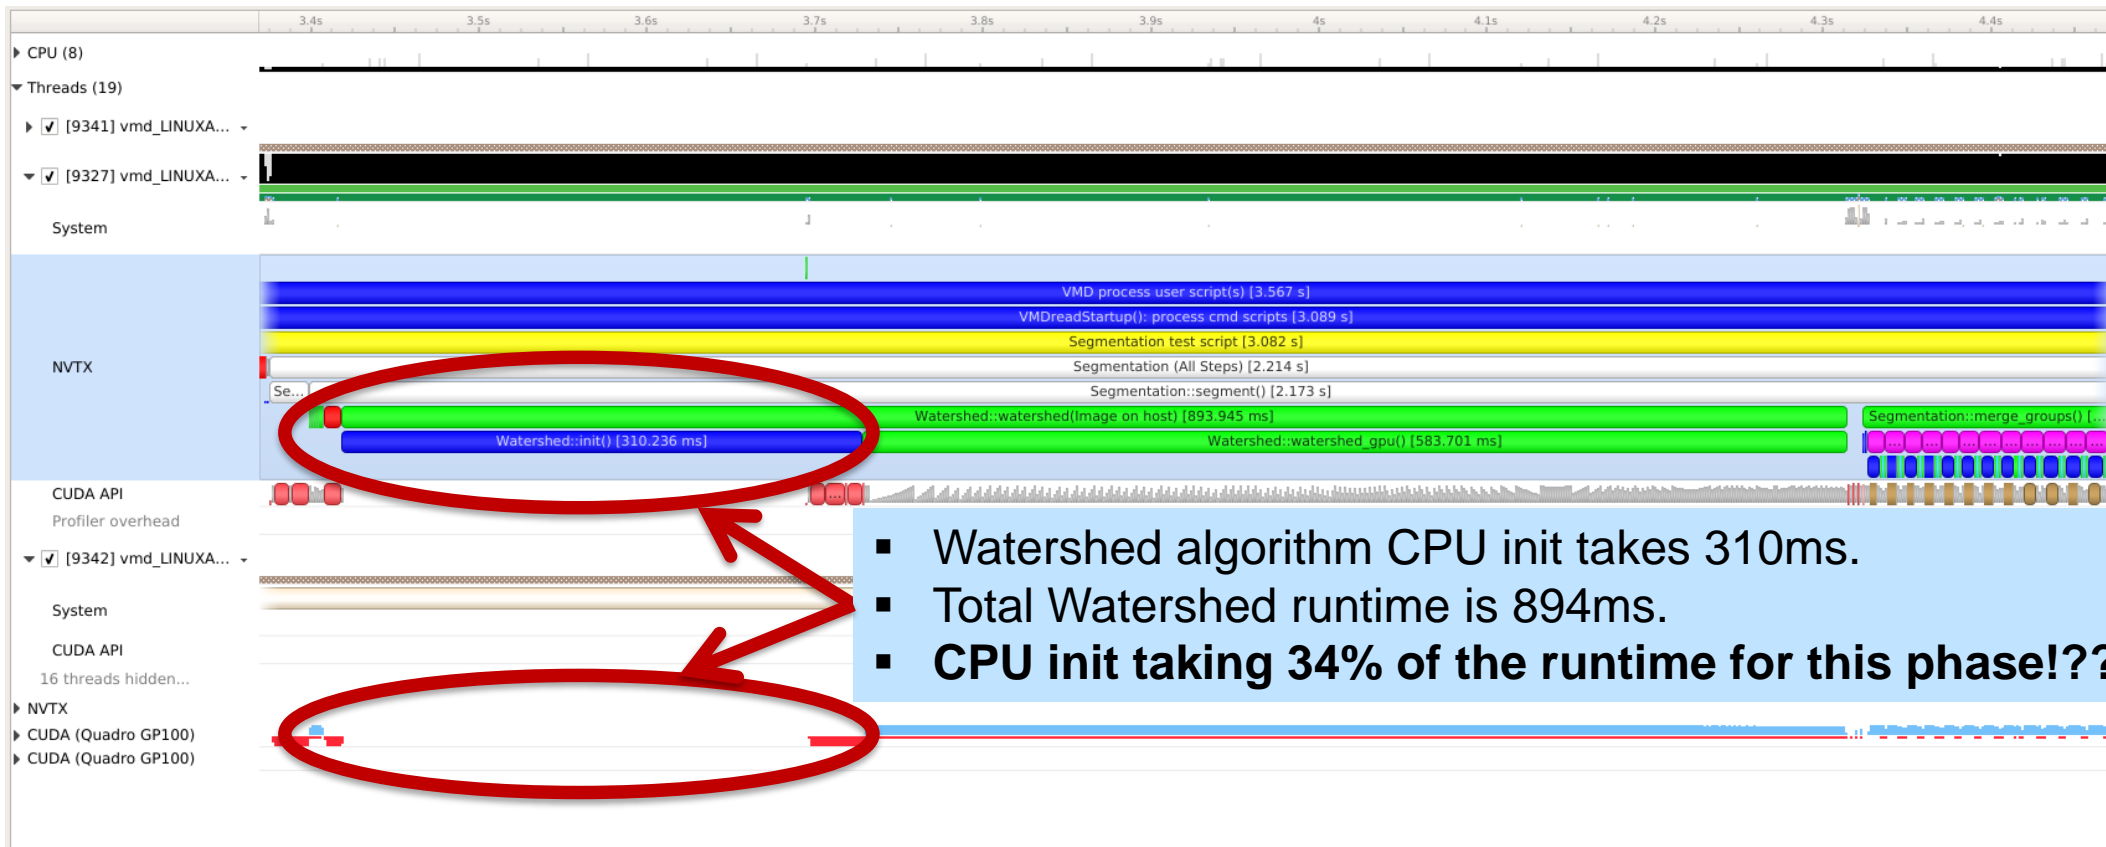 3.4s 3.5s 3.6s 3.7s 3.8s 3.9s 4s 4.1s 4.2s 4.3s 4.4s
CPU (8)
Threads (19)
[9341] vmd_LINUXA...
[9327] vmd_LINUXA...
System
VMD process user script(s) [3.567 s]
VMDreadStartup(): process cmd scripts [3.089 s]
Segmentation test script [3.082 s]
NVTX
Segmentation (All Steps) [2.214 s]
Se... Segmentation::segment() [2.173 s]
Watershed::watershed(Image on host) [893.945 ms] Segmentation::merge_groups() [...
Watershed::init() [310.236 ms] Watershed::watershed_gpu() [583.701 ms] ... ... ... ... ... ... ... ... ... ... ... ...
CUDA API ...
Profiler overhead
[9342] vmd_LINUXA...
System
CUDA API
16 threads hidden...
NVTX
CUDA (Quadro GP100)
CUDA (Quadro GP100)
▪ Watershed algorithm CPU init takes 310ms.
▪ Total Watershed runtime is 894ms.
▪ CPU init taking 34% of the runtime for this phase!??